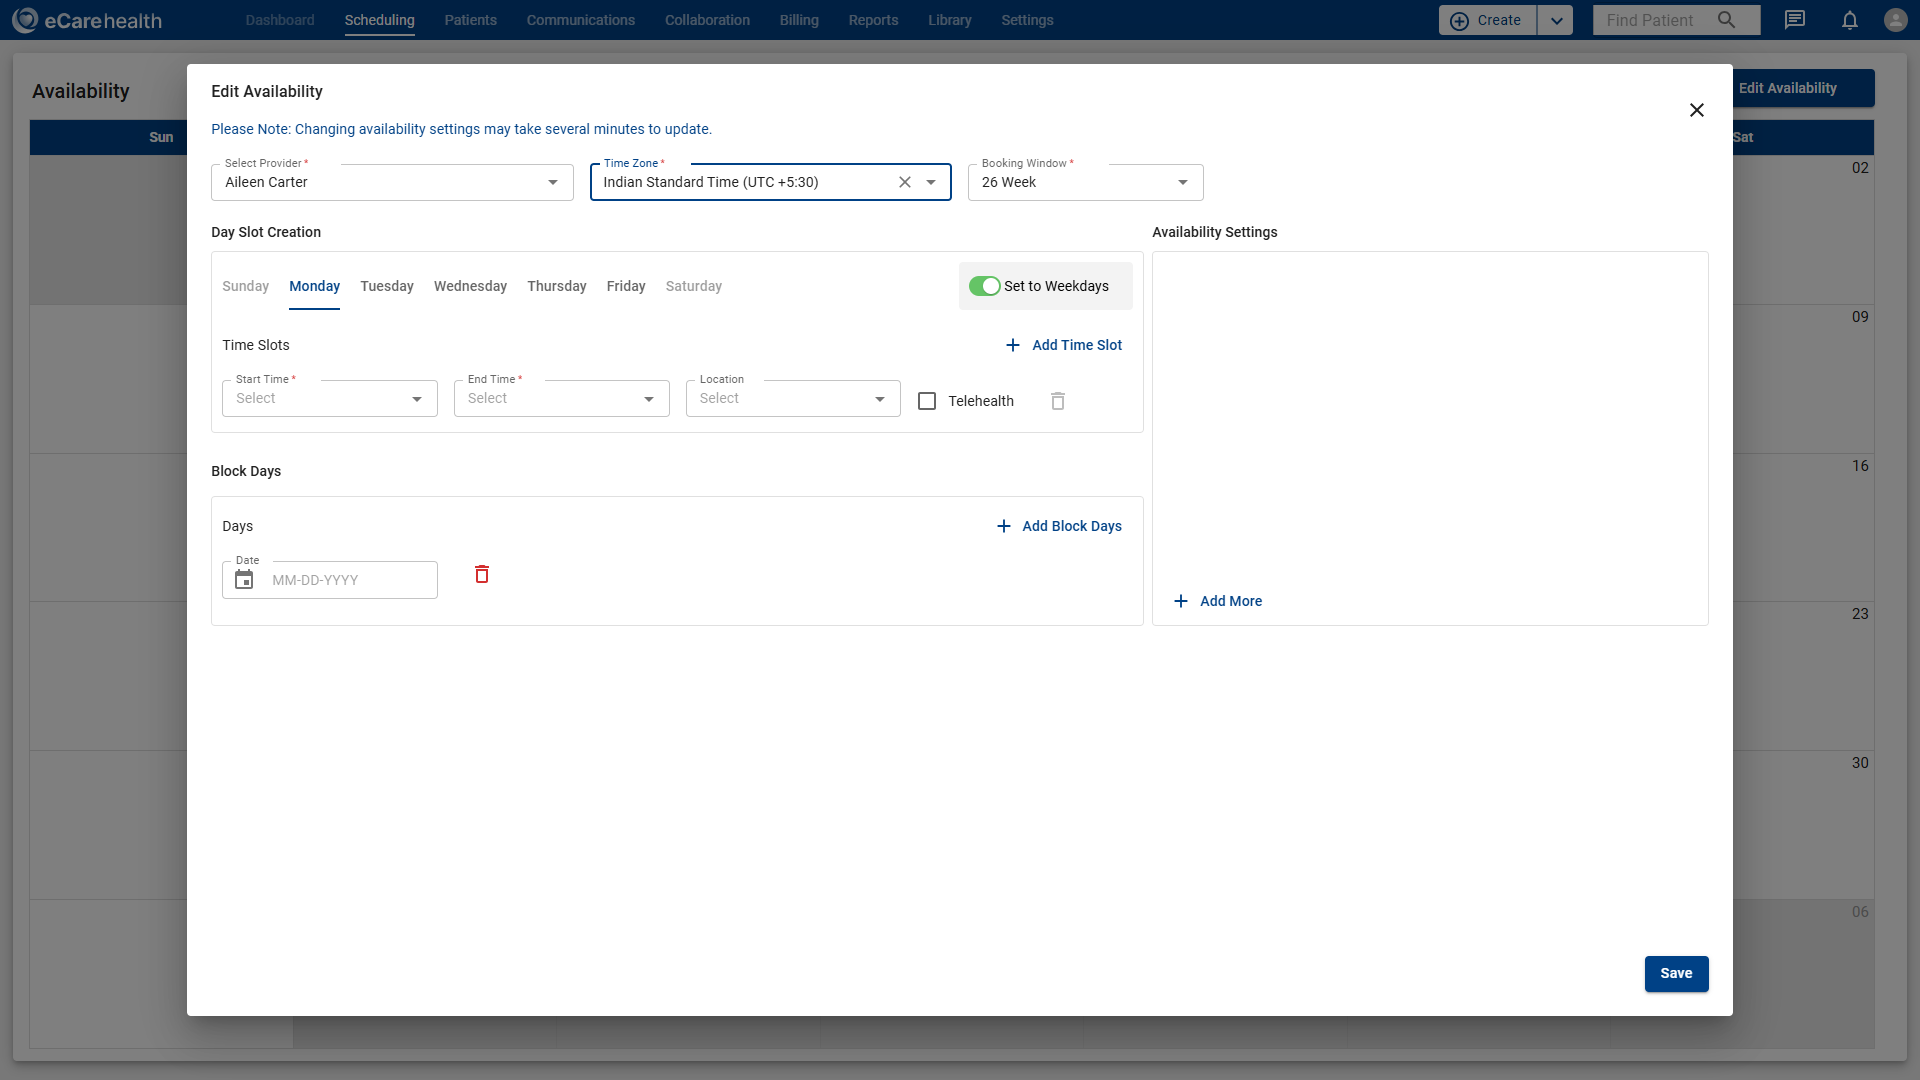 eCarehealth
Dashboard
Scheduling
Patients
Communications
Collaboration
Billing
Reports
Library
Settings
Create
Find Patient
Availability
Edit Availability
Sun
Sat
02
09
16
23
30
06
Edit Availability
Please Note: Changing availability settings may take several minutes to update.
Select Provider *
Aileen Carter
Time Zone *
Indian Standard Time (UTC +5:30)
Booking Window *
26 Week
Day Slot Creation
Sunday
Monday
Tuesday
Wednesday
Thursday
Friday
Saturday
Set to Weekdays
Time Slots
Add Time Slot
Start Time *
Select
End Time *
Select
Location
Select
Telehealth
Block Days
Days
Add Block Days
Date
MM-DD-YYYY
Availability Settings
Add More
Save